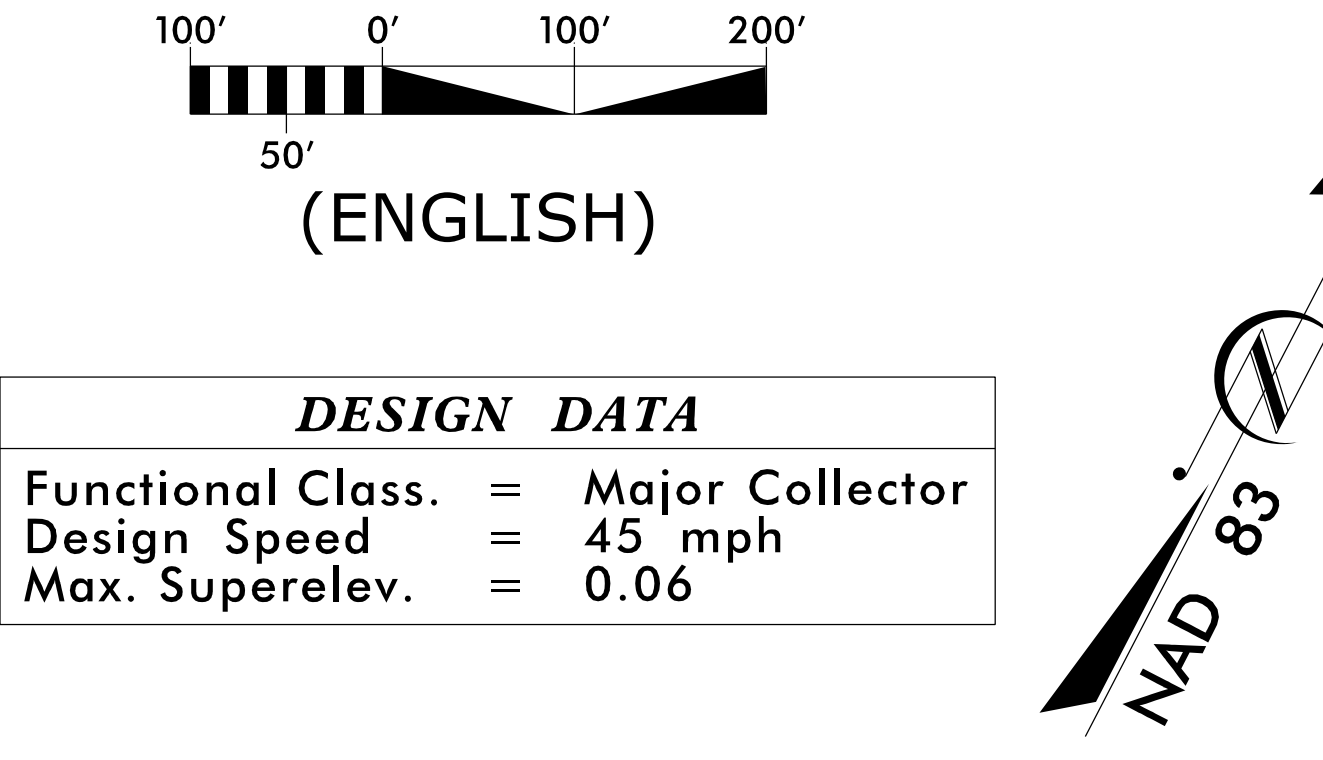 100' 0' 100' 200'
50'
(ENGLISH)
DESIGN DATA
Functional Class. = Major Collector
Design Speed = 45 mph
Max. Superelev. = 0.06
N
NAD 83